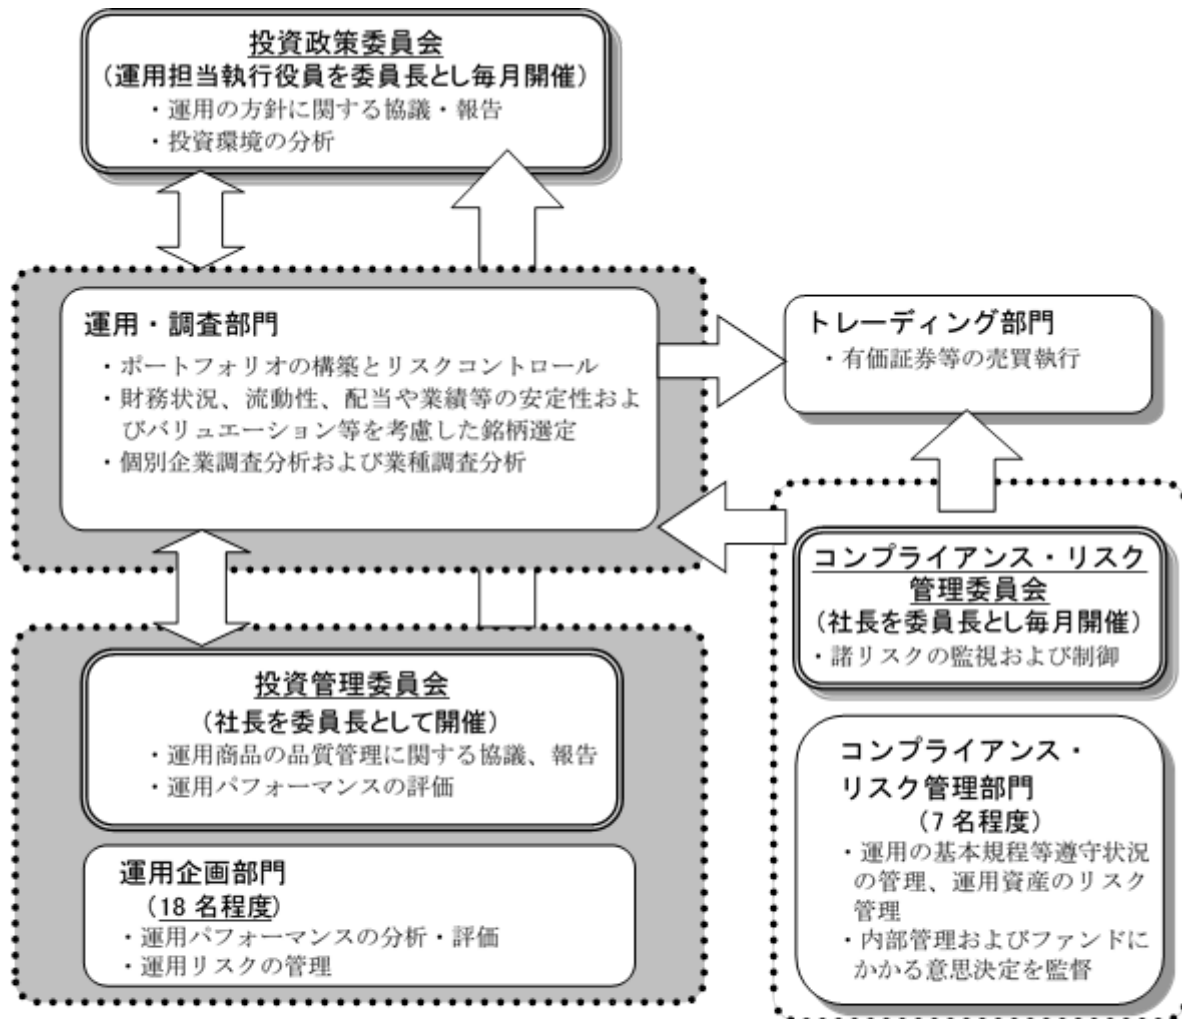 投資政策委員会
（運用担当執行役員を委員長とし毎月開催）
・運用の方針に関する協議・報告
・投資環境の分析
運用・調査部門
・ポートフォリオの構築とリスクコントロール
・財務状況、流動性、配当や業績等の安定性およ
びバリュエーション等を考慮した銘柄選定
・個別企業調査分析および業種調査分析
トレーディング部門
・有価証券等の売買執行
コンプライアンス・リスク
管理委員会
（社長を委員長とし毎月開催）
・諸リスクの監視および制御
投資管理委員会
（社長を委員長として開催）
・運用商品の品質管理に関する協議、報告
・運用パフォーマンスの評価
運用企画部門
（18 名程度）
・運用パフォーマンスの分析・評価
・運用リスクの管理
コンプライアンス・
リスク管理部門
（7 名程度）
・運用の基本規程等遵守状況
の管理、運用資産のリスク
管理
・内部管理およびファンドに
かかる意思決定を監督